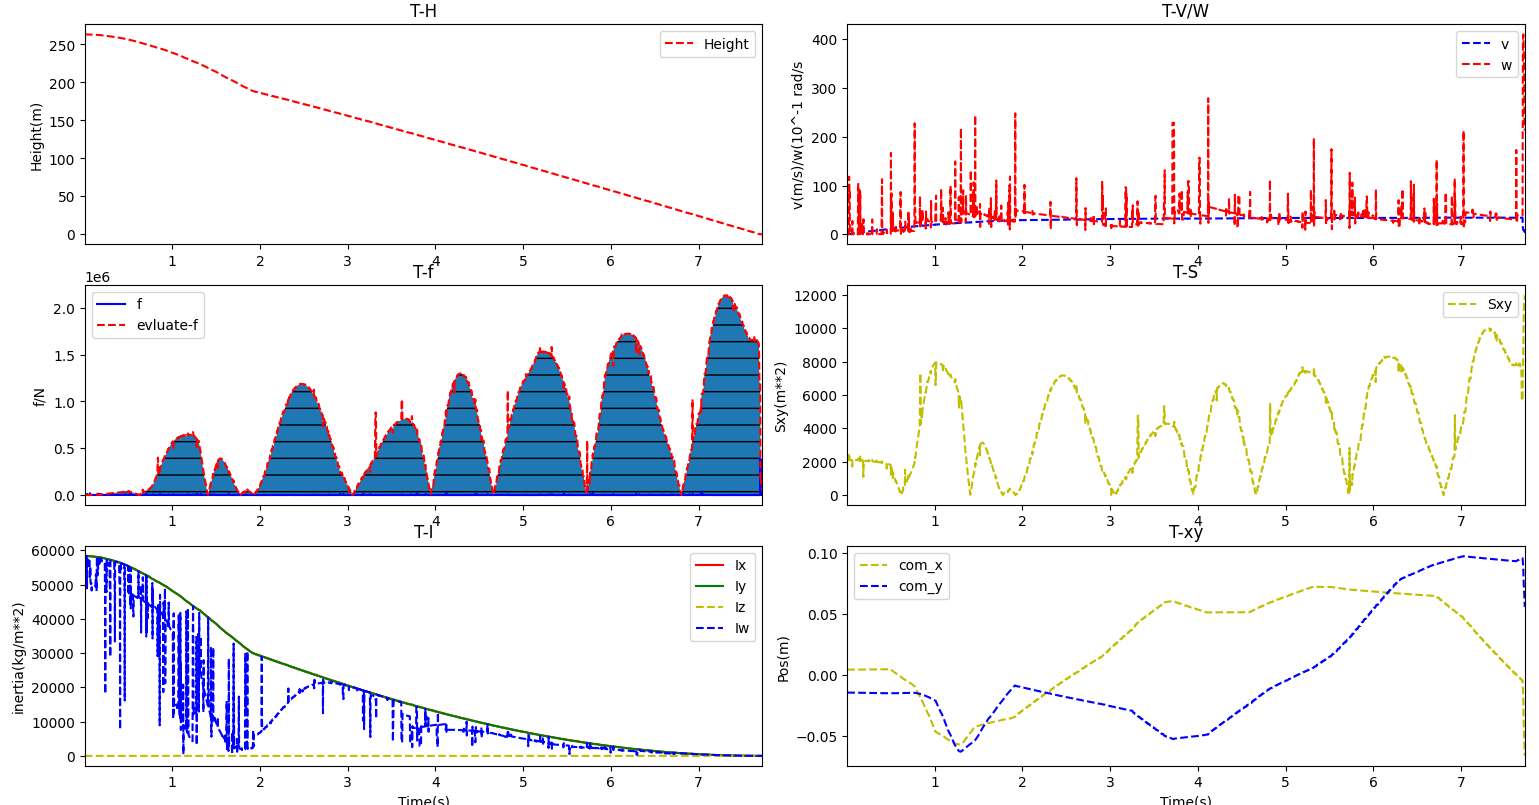 T-H
Height(m)
250
200
150
100
50
0
Height
1 2 3 4 5 6 7
T-V/W
v(m/s)/w(10^-1 rad/s
400
300
200
100
0
v
w
1 2 3 4 5 6 7
T-f
1e6
f/N
2.0
1.5
1.0
0.5
0.0
f
evluate-f
1 2 3 4 5 6 7
T-S
Sxy(m**2)
12000
10000
8000
6000
4000
2000
0
Sxy
1 2 3 4 5 6 7
T-I
inertia(kg/m**2)
60000
50000
40000
30000
20000
10000
0
Ix
Iy
Iz
Iw
1 2 3 4 5 6 7
Time(s)
T-xy
Pos(m)
0.10
0.05
0.00
−0.05
com_x
com_y
1 2 3 4 5 6 7
Time(s)